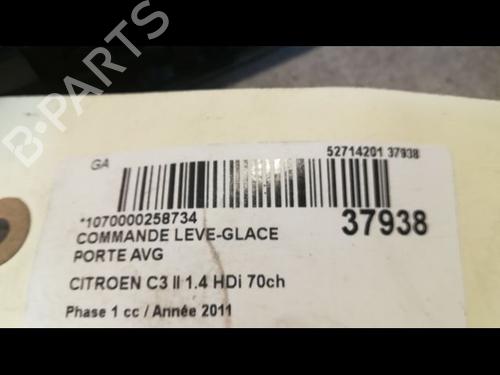 B-PARTS
GA
52714201 37938
*1070000258734
37938
COMMANDE LEVE-GLACE
PORTE AVG
CITROEN C3 II 1.4 HDi 70ch
Phase 1 cc / Année 2011